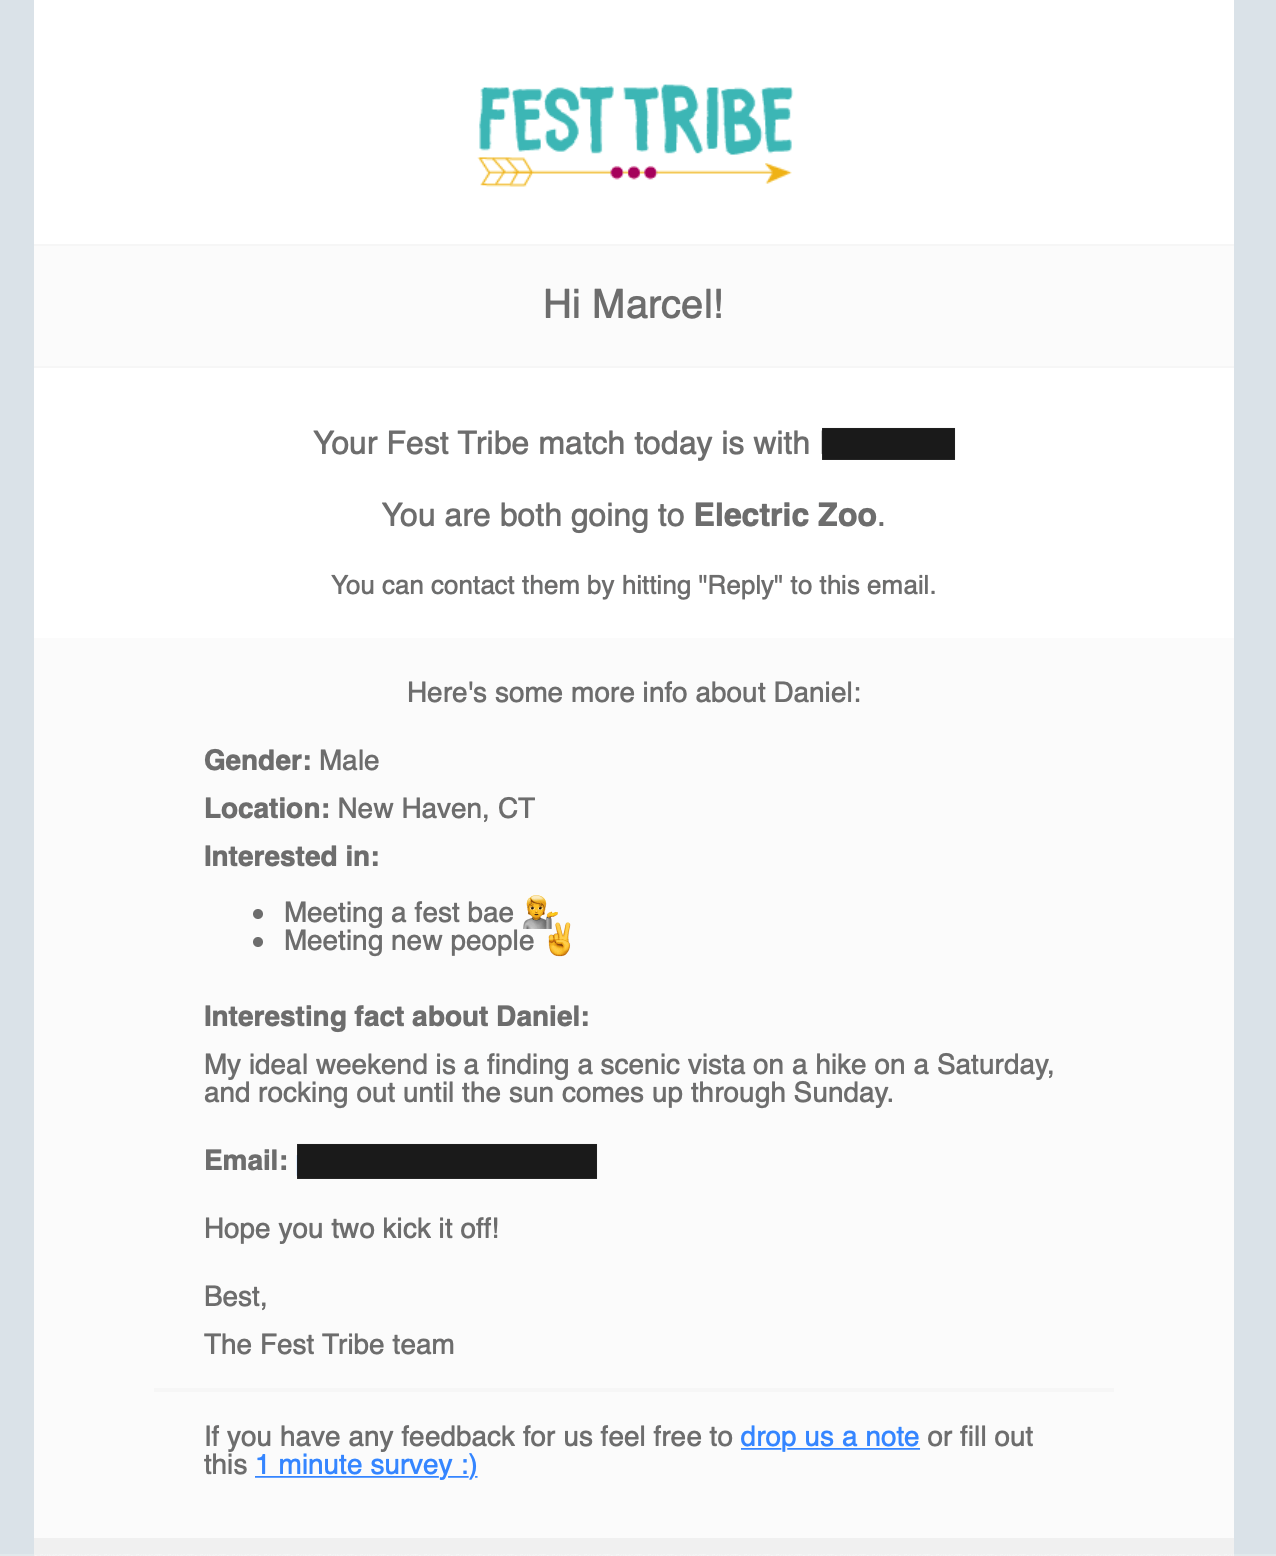 FEST TRIBE
Hi Marcel!
Your Fest Tribe match today is with
You are both going to Electric Zoo.
You can contact them by hitting "Reply" to this email.
Here's some more info about Daniel:
Gender: Male
Location: New Haven, CT
Interested in:
• Meeting a fest bae 💁
• Meeting new people ✌️
Interesting fact about Daniel:
My ideal weekend is a finding a scenic vista on a hike on a Saturday,
and rocking out until the sun comes up through Sunday.
Email:
Hope you two kick it off!
Best,
The Fest Tribe team
If you have any feedback for us feel free to drop us a note or fill out
this 1 minute survey :)